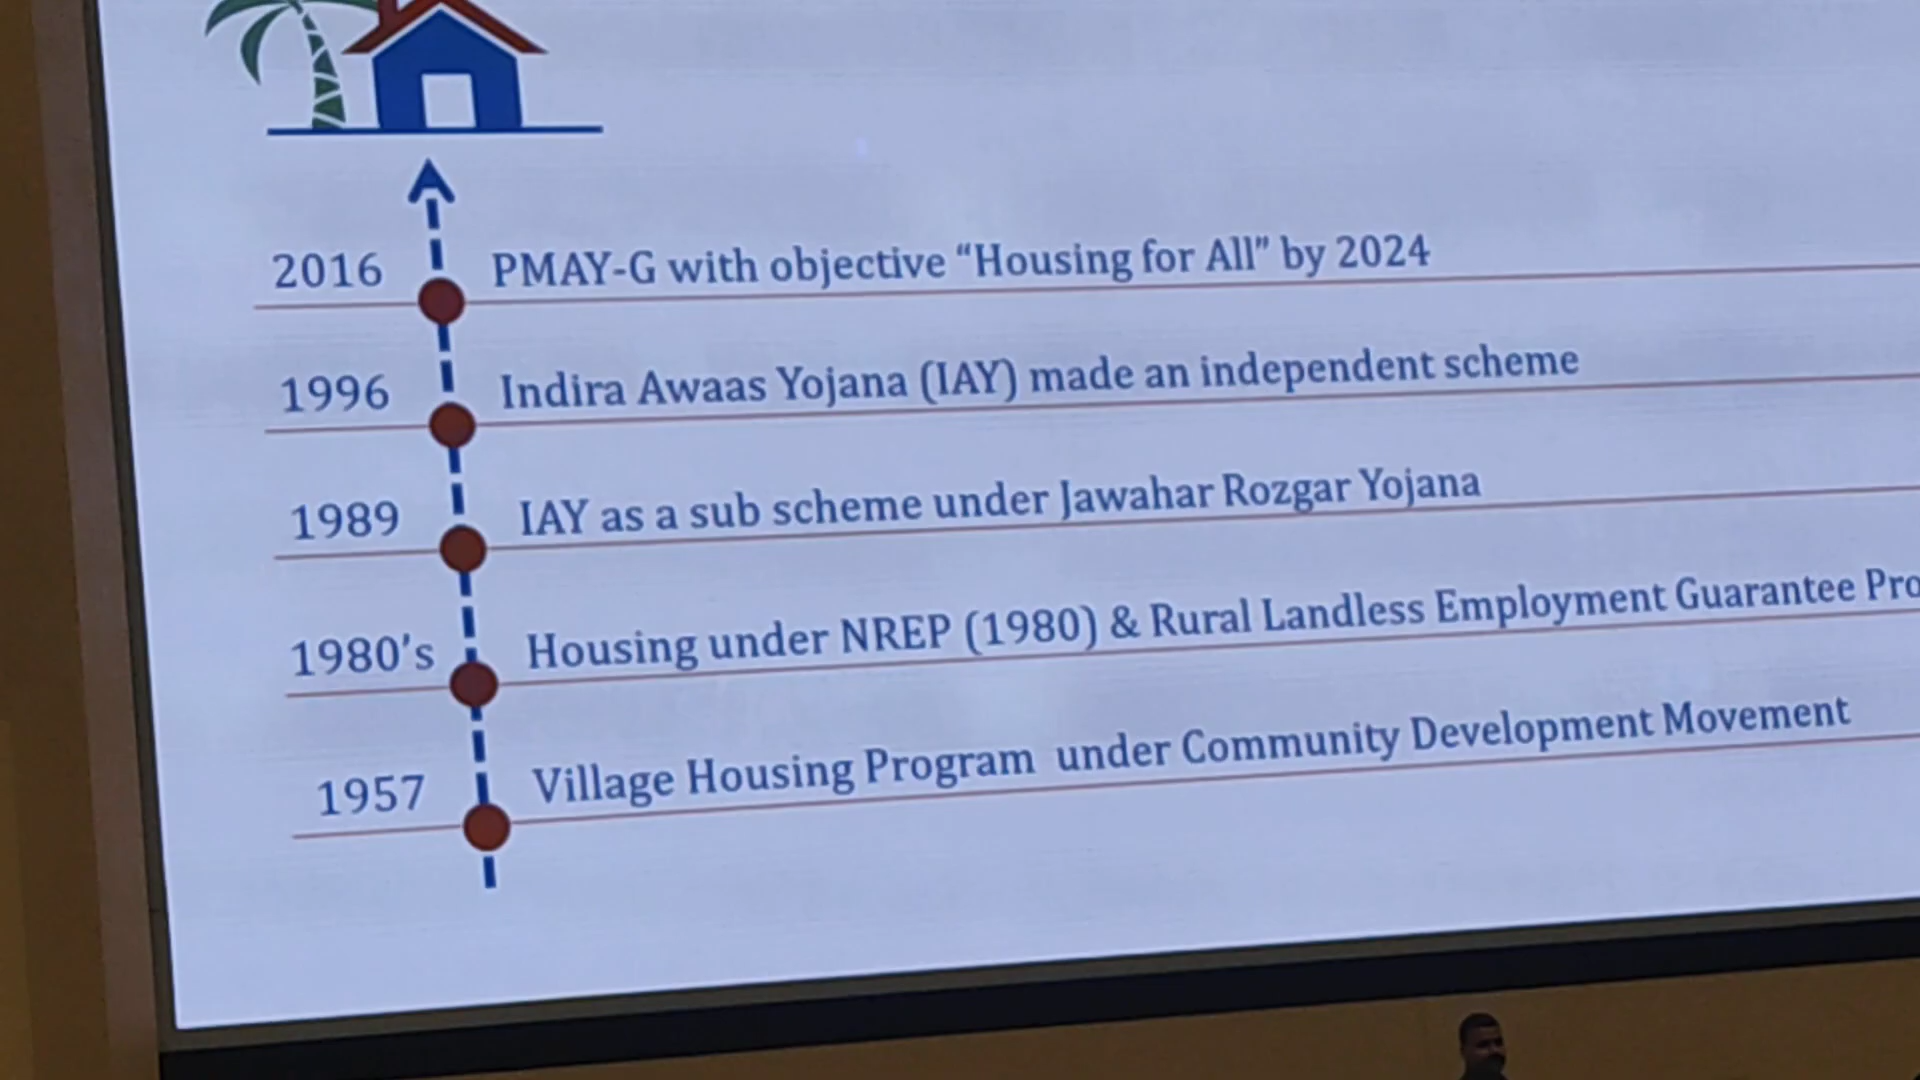 2016 PMAY-G with objective “Housing for All” by 2024
1996 Indira Awaas Yojana (IAY) made an independent scheme
1989 IAY as a sub scheme under Jawahar Rozgar Yojana
1980’s Housing under NREP (1980) & Rural Landless Employment Guarantee
1957 Village Housing Program under Community Development Movement